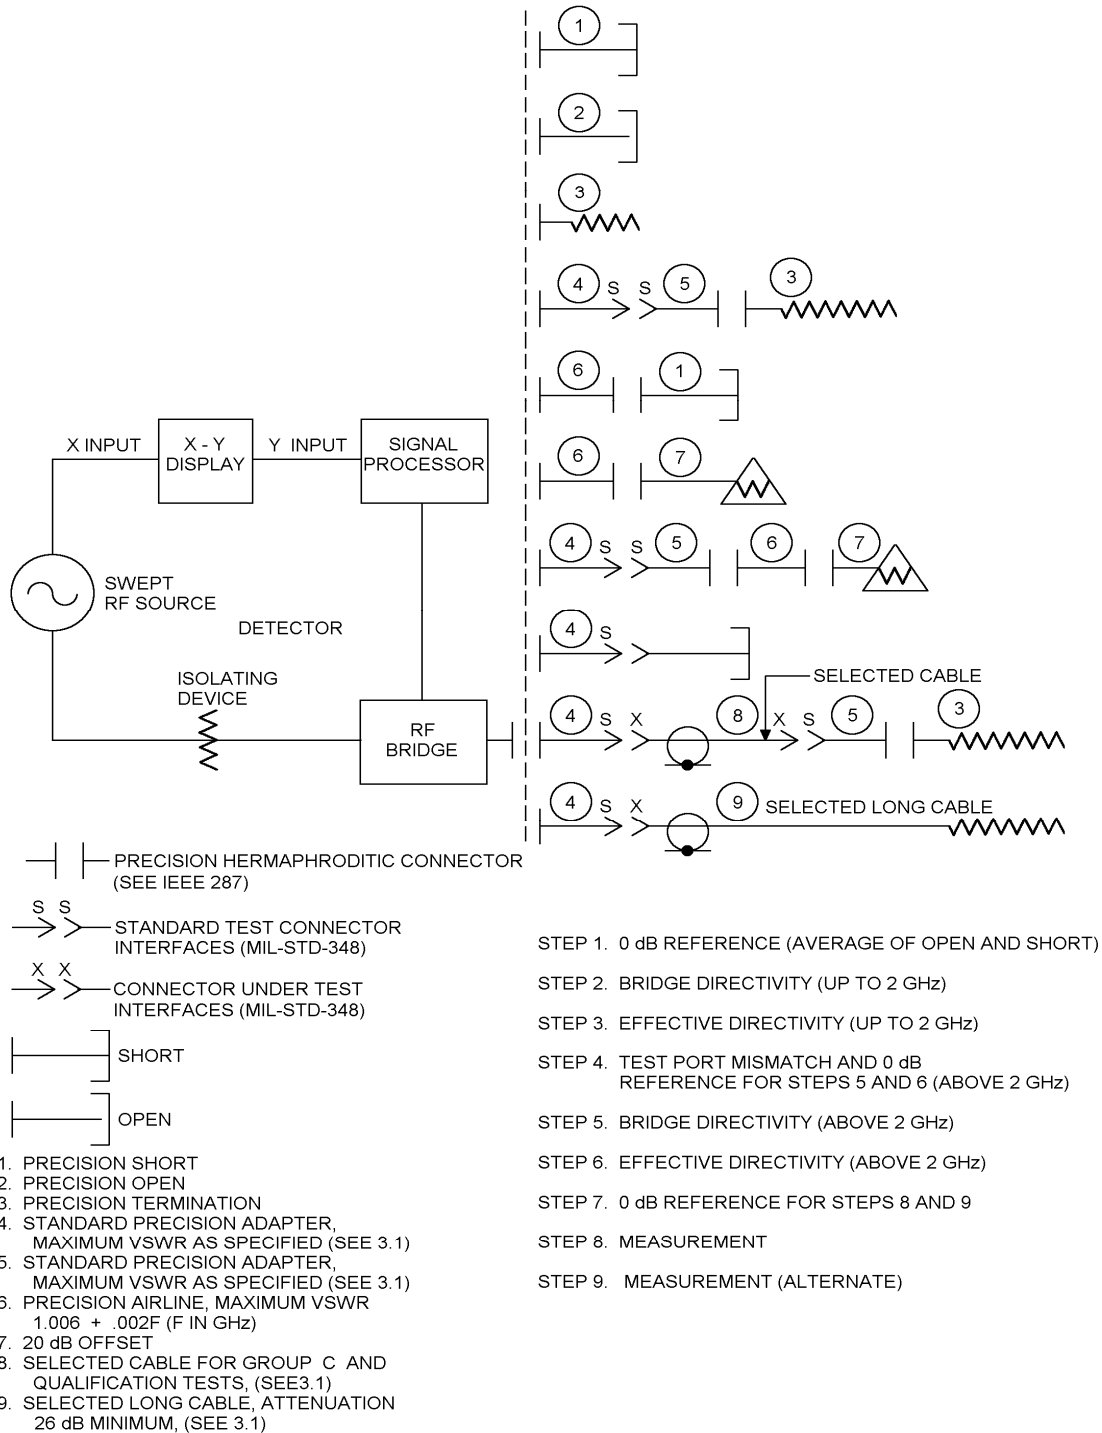 1
2
3
4 S S 5 3
6 1
6 7
4 S S 5 6 7
4 S
SELECTED CABLE
4 S X 8 X S 5 3
4 S X 9 SELECTED LONG CABLE
X INPUT
X - Y
DISPLAY
Y INPUT
SIGNAL
PROCESSOR
SWEPT
RF SOURCE
DETECTOR
ISOLATING
DEVICE
RF
BRIDGE
PRECISION HERMAPHRODITIC CONNECTOR
(SEE IEEE 287)
S S
STANDARD TEST CONNECTOR
INTERFACES (MIL-STD-348)
X X
CONNECTOR UNDER TEST
INTERFACES (MIL-STD-348)
SHORT
OPEN
1. PRECISION SHORT
2. PRECISION OPEN
3. PRECISION TERMINATION
4. STANDARD PRECISION ADAPTER,
MAXIMUM VSWR AS SPECIFIED (SEE 3.1)
5. STANDARD PRECISION ADAPTER,
MAXIMUM VSWR AS SPECIFIED (SEE 3.1)
6. PRECISION AIRLINE, MAXIMUM VSWR
1.006 + .002F (F IN GHz)
7. 20 dB OFFSET
8. SELECTED CABLE FOR GROUP C AND
QUALIFICATION TESTS, (SEE3.1)
9. SELECTED LONG CABLE, ATTENUATION
26 dB MINIMUM, (SEE 3.1)
STEP 1. 0 dB REFERENCE (AVERAGE OF OPEN AND SHORT)
STEP 2. BRIDGE DIRECTIVITY (UP TO 2 GHz)
STEP 3. EFFECTIVE DIRECTIVITY (UP TO 2 GHz)
STEP 4. TEST PORT MISMATCH AND 0 dB
REFERENCE FOR STEPS 5 AND 6 (ABOVE 2 GHz)
STEP 5. BRIDGE DIRECTIVITY (ABOVE 2 GHz)
STEP 6. EFFECTIVE DIRECTIVITY (ABOVE 2 GHz)
STEP 7. 0 dB REFERENCE FOR STEPS 8 AND 9
STEP 8. MEASUREMENT
STEP 9. MEASUREMENT (ALTERNATE)